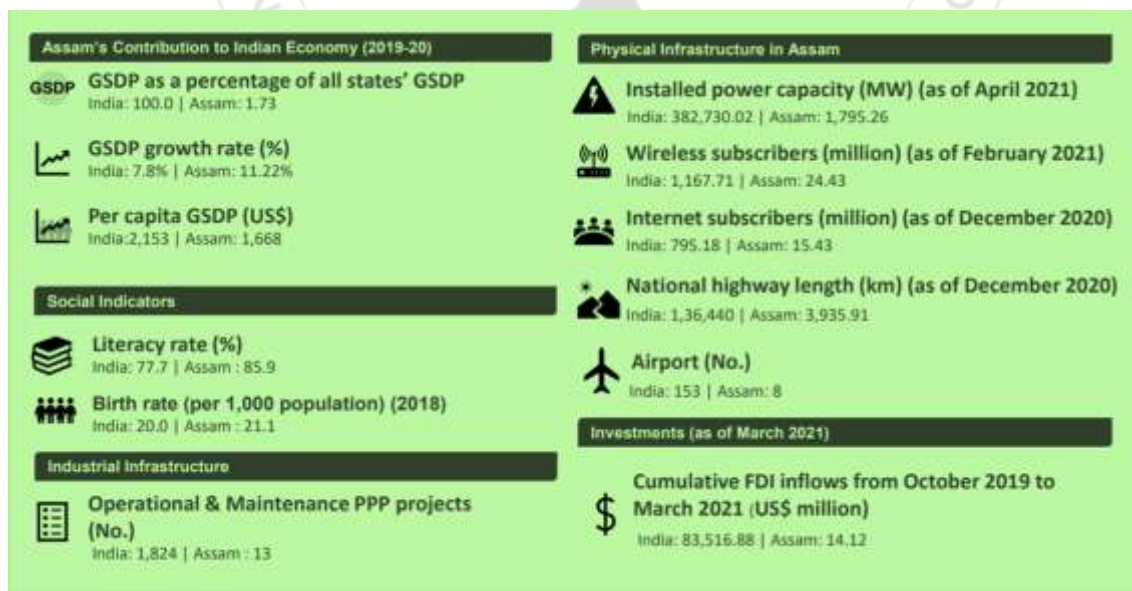 Assam's Contribution to Indian Economy (2019-20)
GSDP
GSDP as a percentage of all states' GSDP
India: 100.0 | Assam: 1.73
GSDP growth rate (%)
India: 7.8% | Assam: 11.22%
Per capita GSDP (US$)
India:2,153 | Assam: 1,668
Social Indicators
Literacy rate (%)
India: 77.7 | Assam : 85.9
Birth rate (per 1,000 population) (2018)
India: 20.0 | Assam : 21.1
Industrial Infrastructure
Operational & Maintenance PPP projects
(No.)
India: 1,824 | Assam : 13
Physical Infrastructure in Assam
Installed power capacity (MW) (as of April 2021)
India: 382,730.02 | Assam: 1,795.26
Wireless subscribers (million) (as of February 2021)
India: 1,167.71 | Assam: 24.43
Internet subscribers (million) (as of December 2020)
India: 795.18 | Assam: 15.43
National highway length (km) (as of December 2020)
India: 1,36,440 | Assam: 3,935.91
Airport (No.)
India: 153 | Assam: 8
Investments (as of March 2021)
Cumulative FDI inflows from October 2019 to
March 2021 (US$ million)
India: 83,516.88 | Assam: 14.12